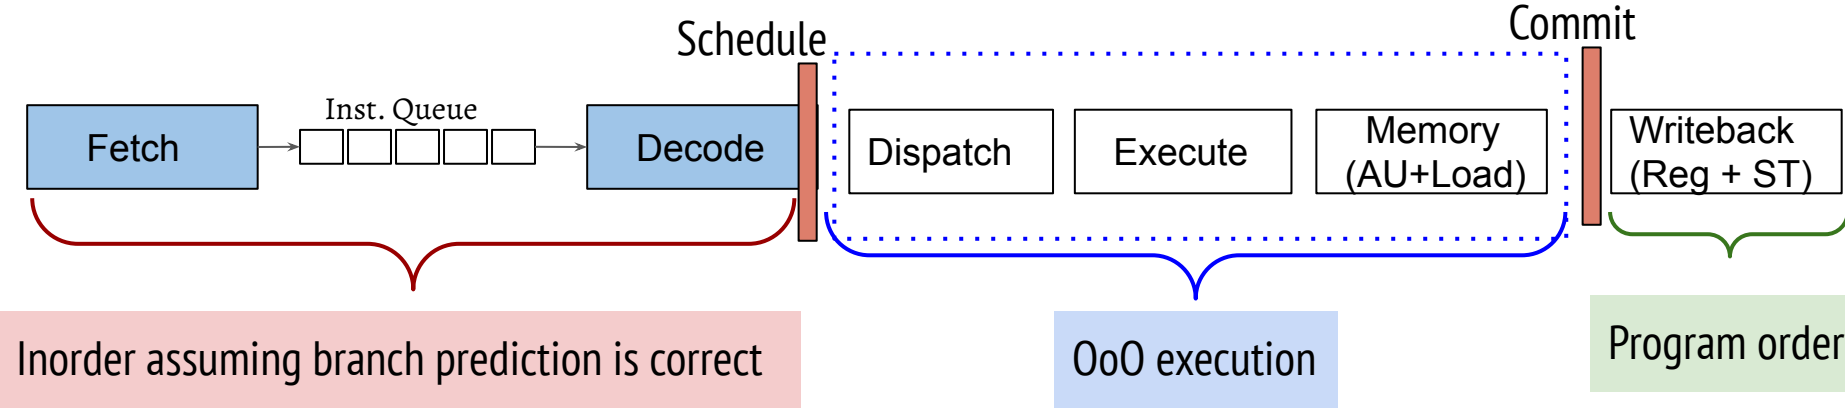 Schedule
Commit
Fetch
Inst. Queue
Decode
Dispatch
Execute
Memory
(AU+Load)
Writeback
(Reg + ST)
Inorder assuming branch prediction is correct
OoO execution
Program order